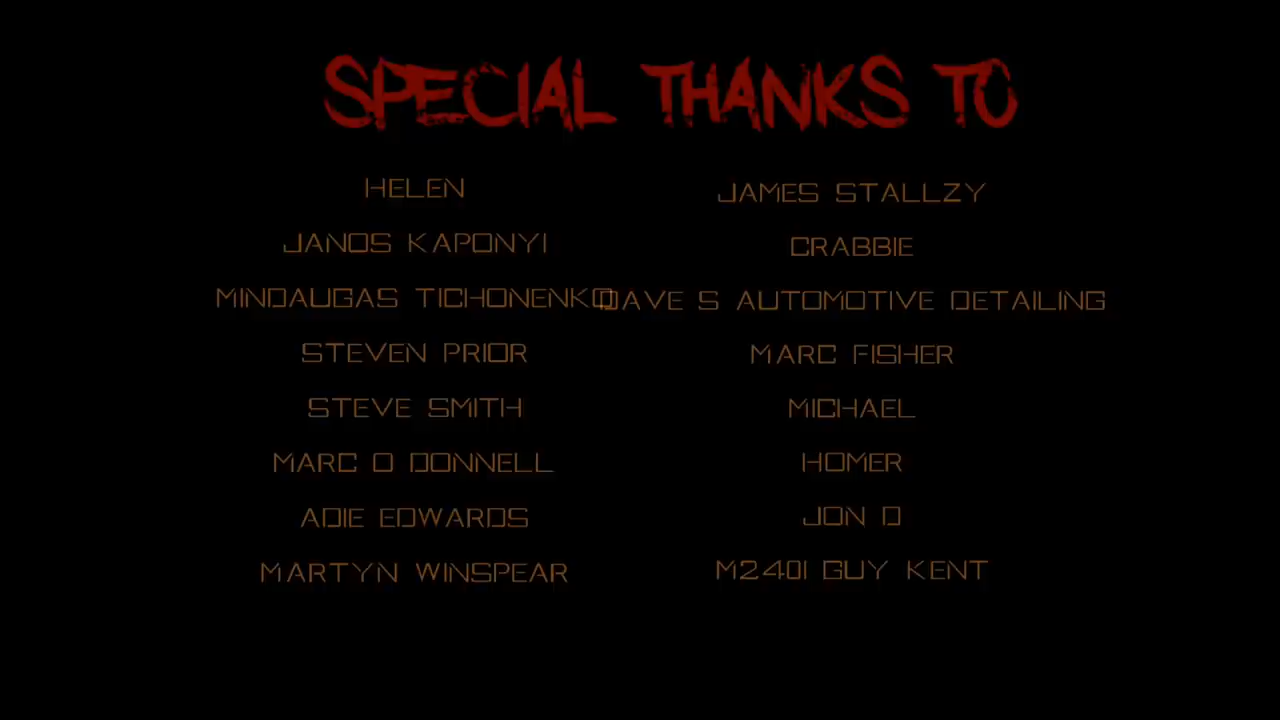 SPECIAL THANKS TO
HELEN
JANOS KAPONYI
MINDAUGAS TICHONENKO
STEVEN PRIOR
STEVE SMITH
MARC O DONNELL
ADIE EDWARDS
MARTYN WINSPEAR
JAMES STALLZY
CRABBIE
DAVE S AUTOMOTIVE DETAILING
MARC FISHER
MICHAEL
HOMER
JON D
M240I GUY KENT